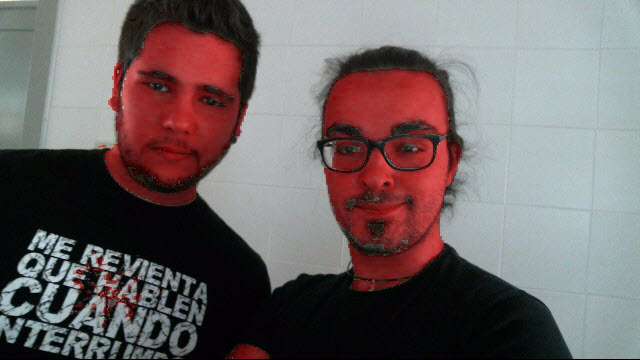 ME REVIENTA
QUE HABLEN
CUANDO